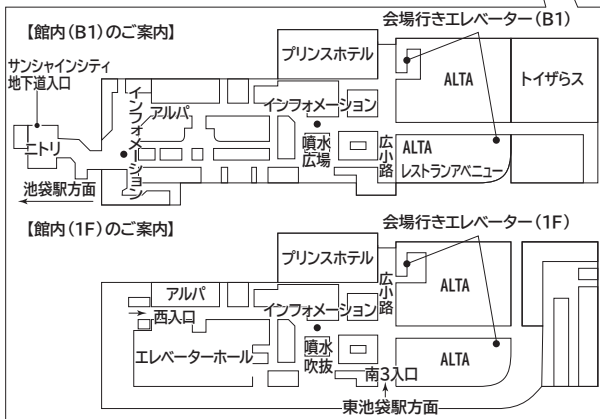 【館内(B1)のご案内】
会場行きエレベーター(B1)
サンシャインシティ
地下道入口
プリンスホテル
ALTA
トイザらス
インフォメーション
アルパ
インフォメーション
ニトリ
噴水
広場
広小路
ALTA
レストランアベニュー
池袋駅方面
【館内(1F)のご案内】
会場行きエレベーター(1F)
プリンスホテル
広小路
アルパ
ALTA
西入口
インフォメーション
エレベーターホール
噴水
吹抜
ALTA
南3入口
東池袋駅方面